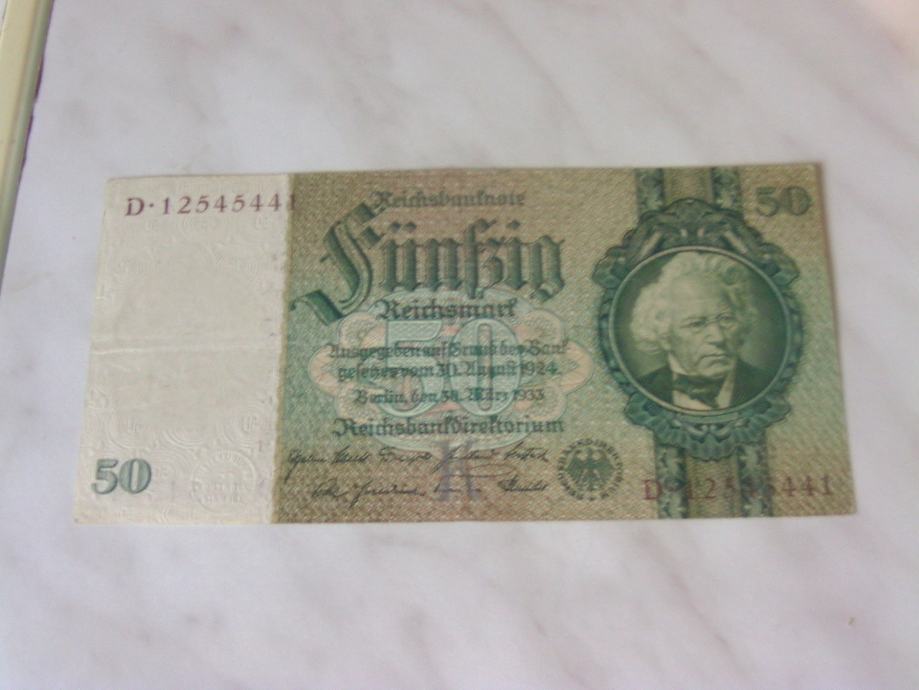 D·12545441
50
Reichsbanknote
Fünfzig
Reichsmark
50
Ausgegeben auf Grund des Bank-
gesetzes vom 30. August 1924
Berlin, den 30. März 1933
Reichsbankdirektorium
50
REICHSBANKDIREKTORIUM
D·12545441